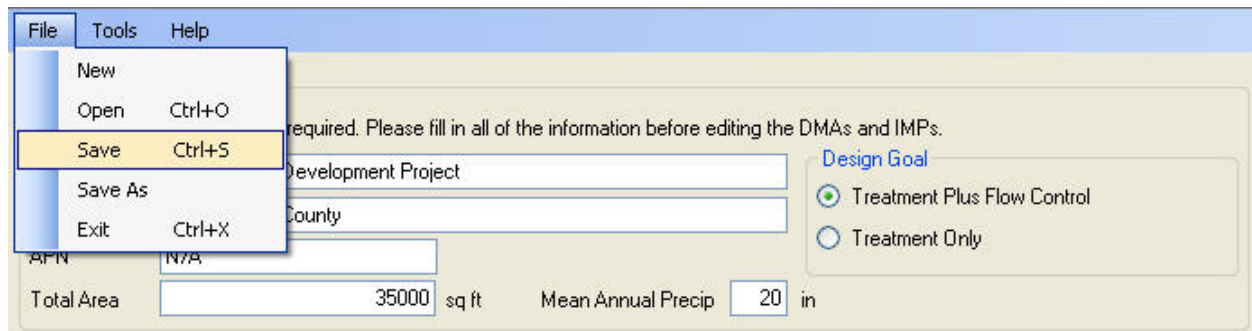 File Tools Help
New
Open Ctrl+O
required. Please fill in all of the information before editing the DMAs and IMPs.
Save Ctrl+S
Development Project
Design Goal
Save As
Treatment Plus Flow Control
County
Exit Ctrl+X
Treatment Only
APN N/A
Total Area 35000 sq ft Mean Annual Precip 20 in